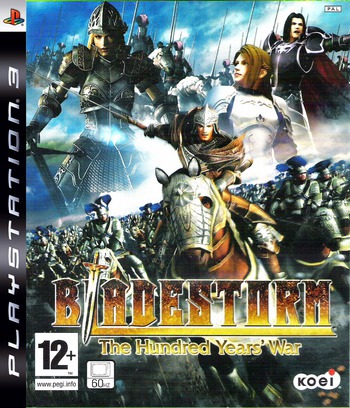 PLAYSTATION 3
PAL
BLADESTORM
The Hundred Years' War
12+
www.pegi.info
60HZ
KOEI